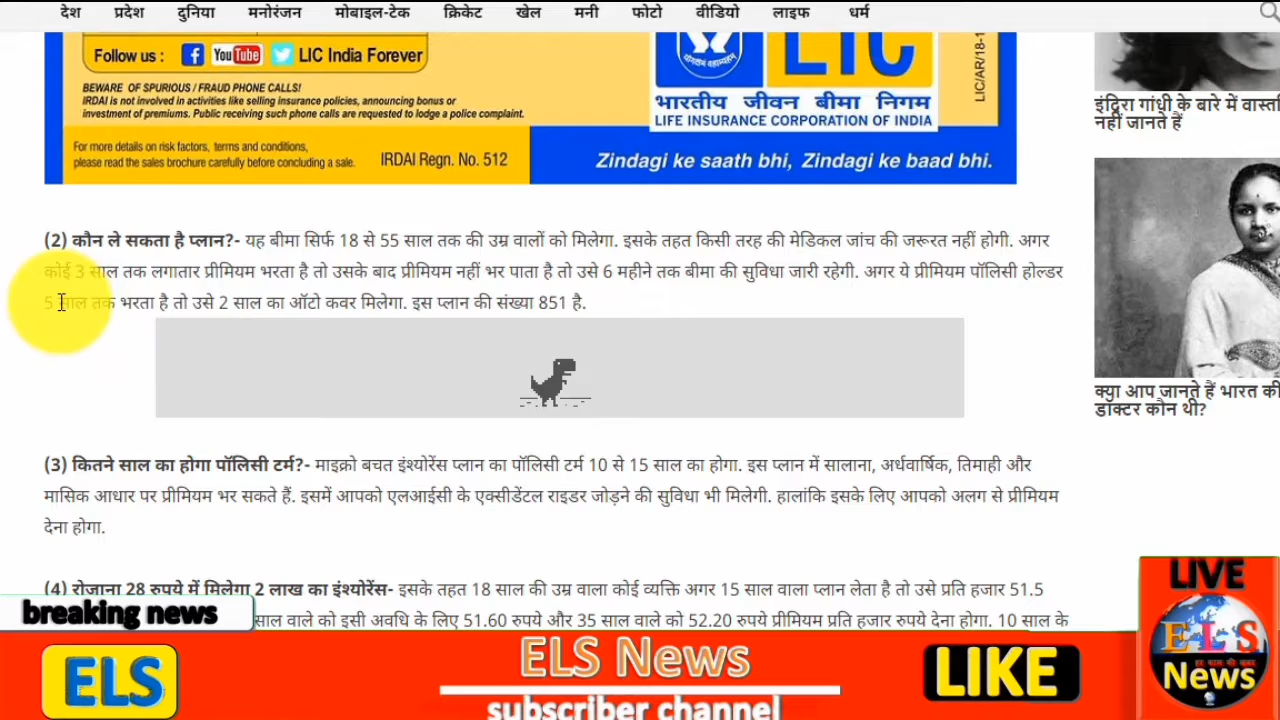 देश प्रदेश दुनिया मनोरंजन मोबाइल-टेक क्रिकेट खेल मनी फोटो वीडियो लाइफ धर्म
Follow us : You Tube LIC India Forever
BEWARE OF SPURIOUS / FRAUD PHONE CALLS!
IRDAI is not involved in activities like selling insurance policies, announcing bonus or
investment of premiums. Public receiving such phone calls are requested to lodge a police complaint.
For more details on risk factors, terms and conditions,
please read the sales brochure carefully before concluding a sale.
IRDAI Regn. No. 512
LIC
भारतीय जीवन बीमा निगम
LIFE INSURANCE CORPORATION OF INDIA
LIC/AR/18-1
Zindagi ke saath bhi, Zindagi ke baad bhi.
इंदिरा गांधी के बारे में
नहीं जानते हैं
(2) कौन ले सकता है प्लान?- यह बीमा सिर्फ 18 से 55 साल तक की उम्र वालों को मिलेगा. इसके तहत किसी तरह की मेडिकल जांच की जरूरत नहीं होगी. अगर
कोई 3 साल तक लगातार प्रीमियम भरता है तो उसके बाद प्रीमियम नहीं भर पाता है तो उसे 6 महीने तक बीमा की सुविधा जारी रहेगी. अगर ये प्रीमियम पॉलिसी होल्डर
5 साल तक भरता है तो उसे 2 साल का ऑटो कवर मिलेगा. इस प्लान की संख्या 851 है.
क्या आप जानते हैं भारत की
डॉक्टर कौन थी?
(3) कितने साल का होगा पॉलिसी टर्म?- माइक्रो बचत इंश्योरेंस प्लान का पॉलिसी टर्म 10 से 15 साल का होगा. इस प्लान में सालाना, अर्धवार्षिक, तिमाही और
मासिक आधार पर प्रीमियम भर सकते हैं. इसमें आपको एलआईसी के एक्सीडेंटल राइडर जोड़ने की सुविधा भी मिलेगी. हालांकि इसके लिए आपको अलग से प्रीमियम
देना होगा.
(4) रोजाना 28 रुपये में मिलेगा 2 लाख का इंश्योरेंस- इसके तहत 18 साल की उम्र वाला कोई व्यक्ति अगर 15 साल वाला प्लान लेता है तो उसे प्रति हजार 51.5
साल वाले को इसी अवधि के लिए 51.60 रुपये और 35 साल वाले को 52.20 रुपये प्रीमियम प्रति हजार रुपये देना होगा. 10 साल के
breaking news
ELS
ELS News
subscriber channel
LIKE
LIVE
ELS
News